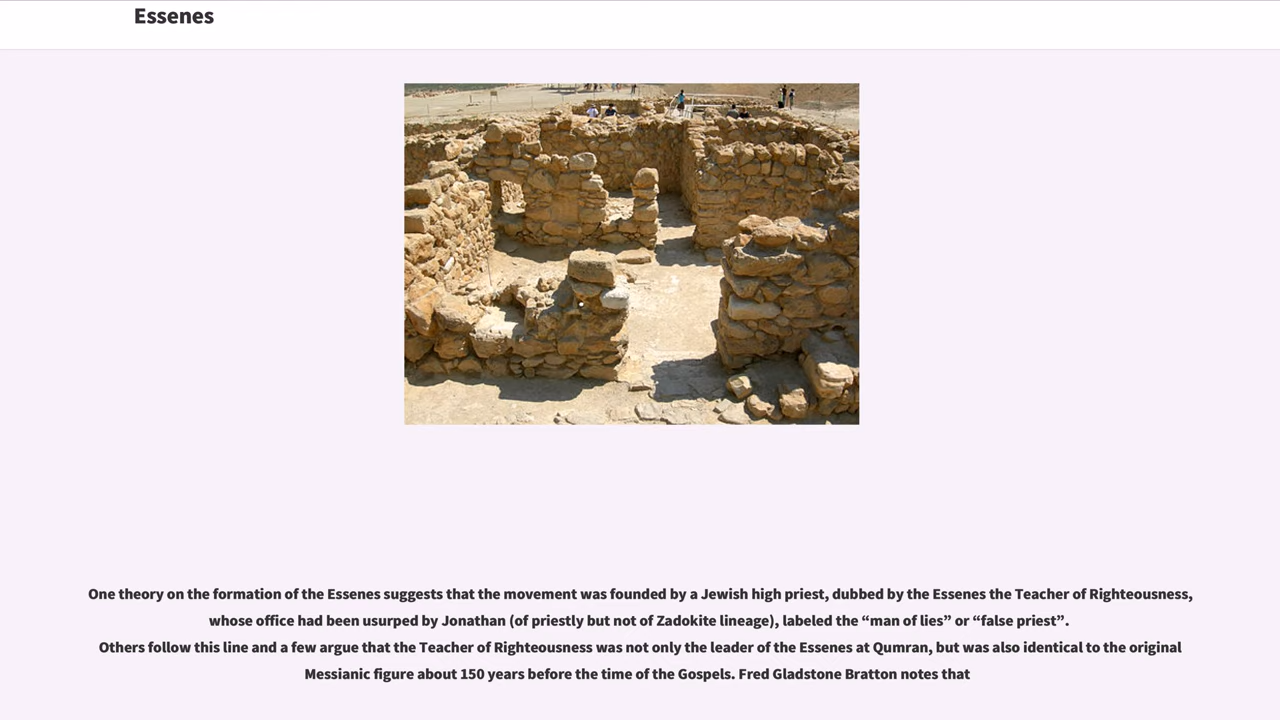 Essenes
One theory on the formation of the Essenes suggests that the movement was founded by a Jewish high priest, dubbed by the Essenes the Teacher of Righteousness,
whose office had been usurped by Jonathan (of priestly but not of Zadokite lineage), labeled the “man of lies” or “false priest”.
Others follow this line and a few argue that the Teacher of Righteousness was not only the leader of the Essenes at Qumran, but was also identical to the original
Messianic figure about 150 years before the time of the Gospels. Fred Gladstone Bratton notes that